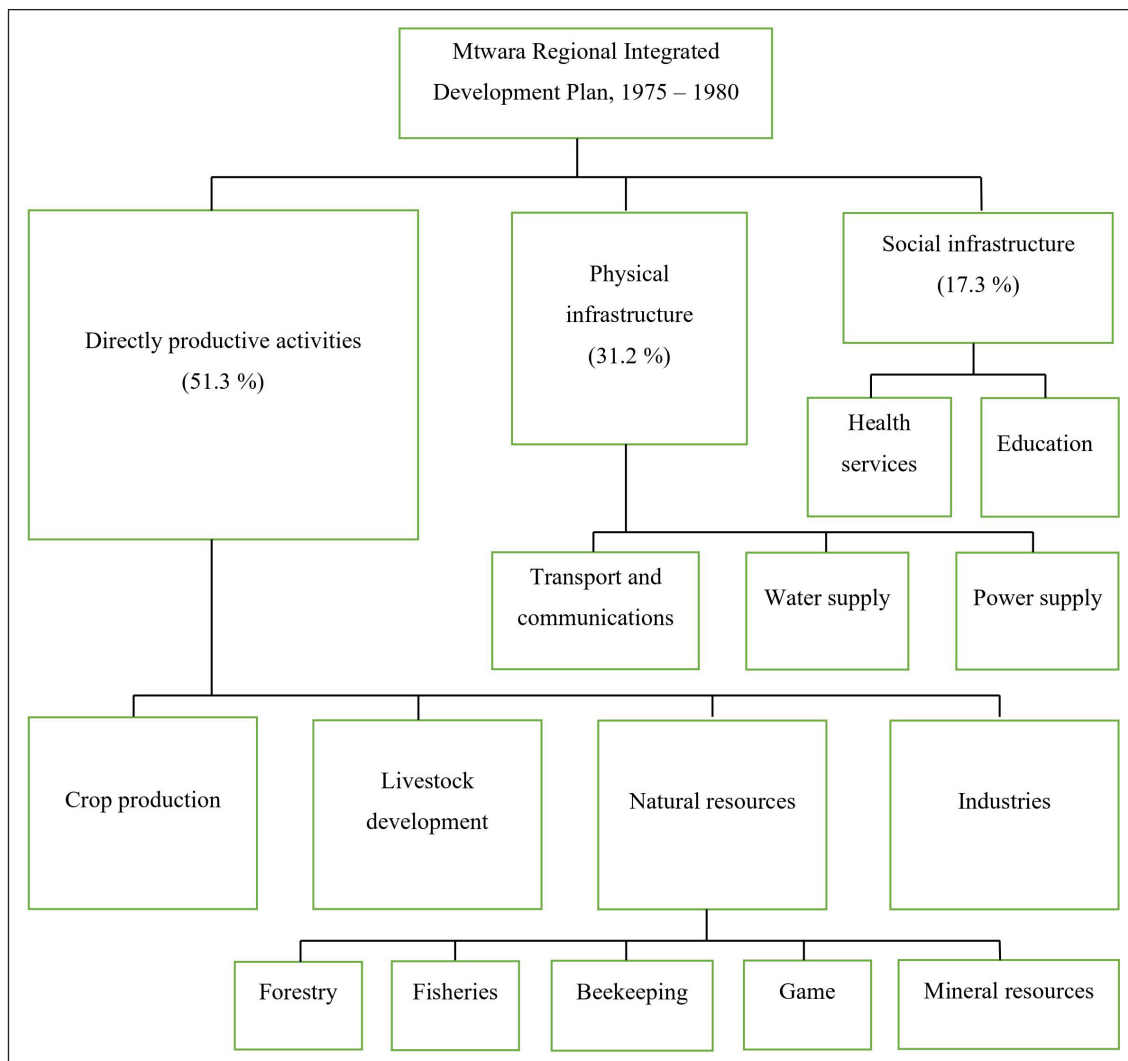 Mtwara Regional Integrated
Development Plan, 1975 – 1980
Directly productive activities
(51.3 %)
Physical
infrastructure
(31.2 %)
Social infrastructure
(17.3 %)
Health
services
Education
Transport and
communications
Water supply
Power supply
Crop production
Livestock
development
Natural resources
Industries
Forestry
Fisheries
Beekeeping
Game
Mineral resources